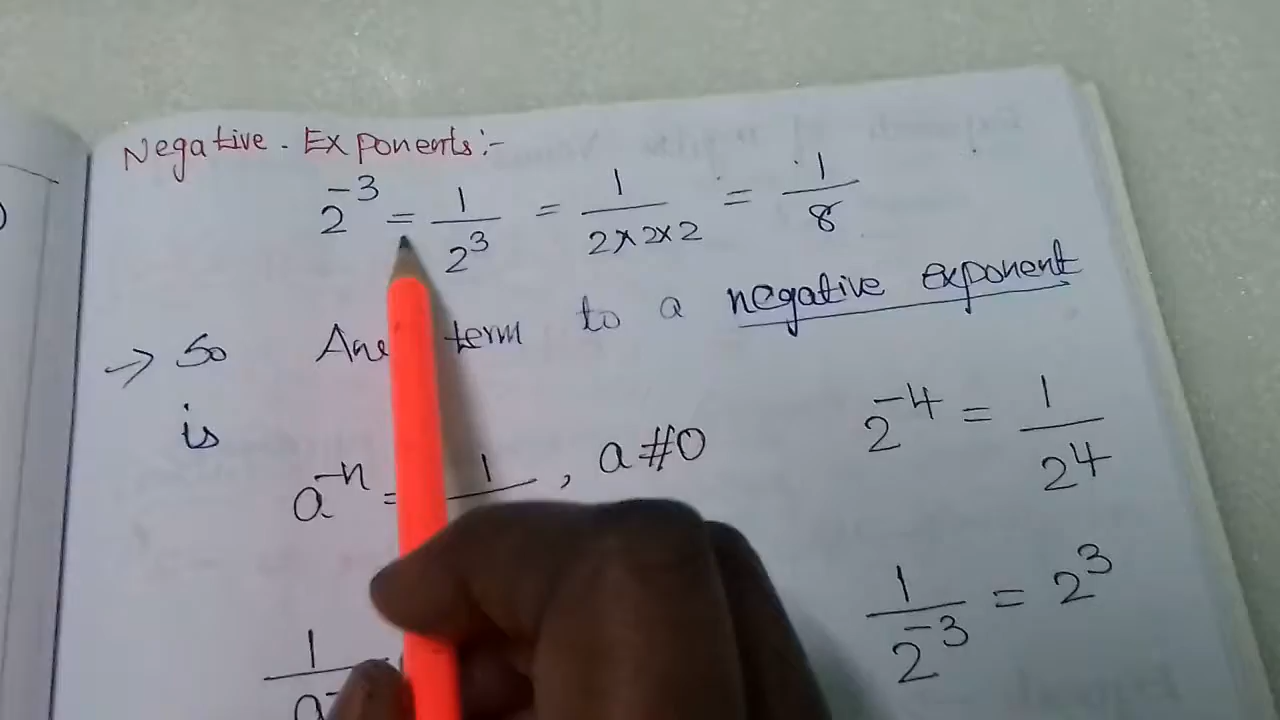 Negative. Exponents:-
2⁻³ = 1/2³ = 1/2×2×2 = 1/8
→ So term to a negative exponent
is
a⁻ⁿ = 1 , a ≠ 0
2⁻⁴ = 1/2⁴
1/2⁻³ = 2³